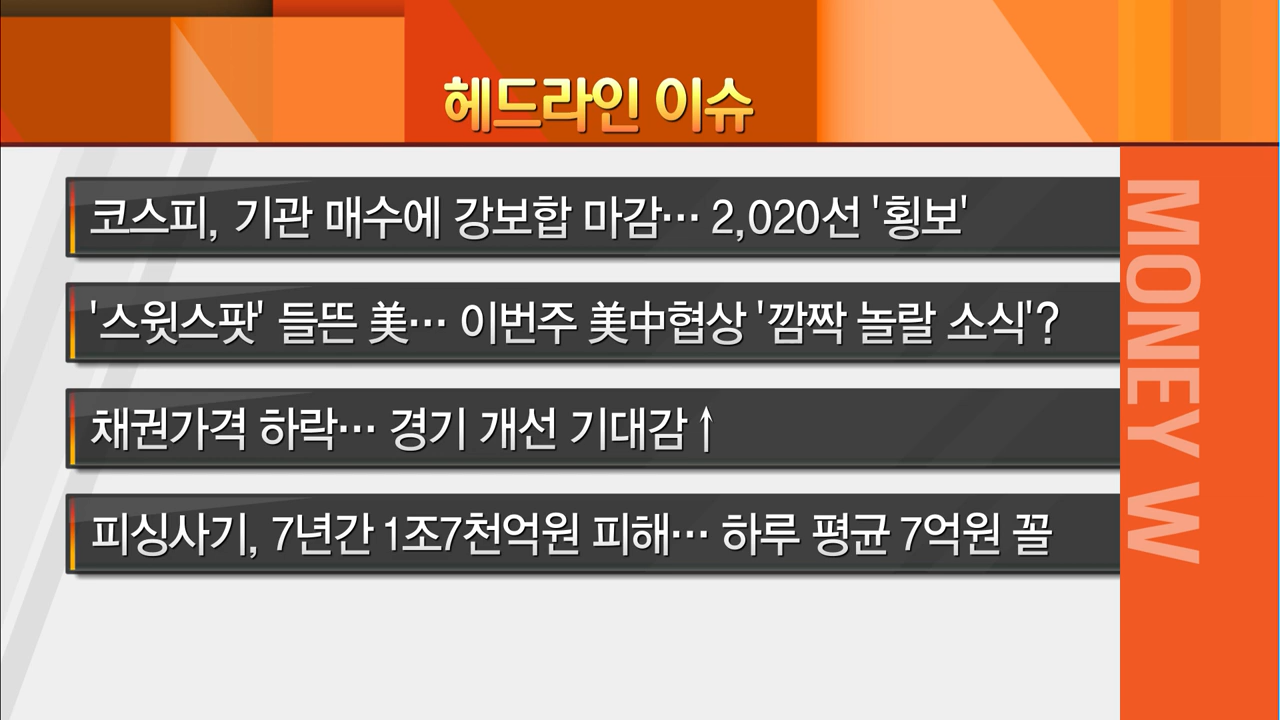 헤드라인 이슈
코스피, 기관 매수에 강보합 마감… 2,020선 '횡보'
'스윗스팟' 들뜬 美… 이번주 美中협상 '깜짝 놀랄 소식'?
채권가격 하락… 경기 개선 기대감↑
피싱사기, 7년간 1조7천억원 피해… 하루 평균 7억원 꼴
MONEY W